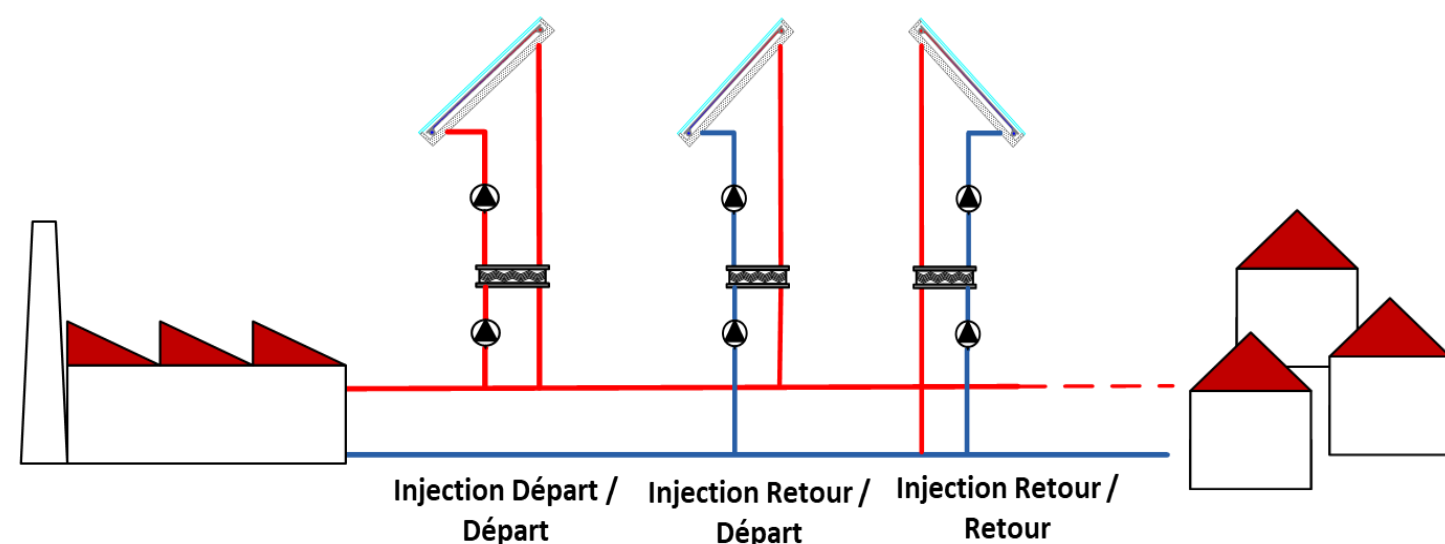 Injection Départ /
Départ
Injection Retour /
Départ
Injection Retour /
Retour